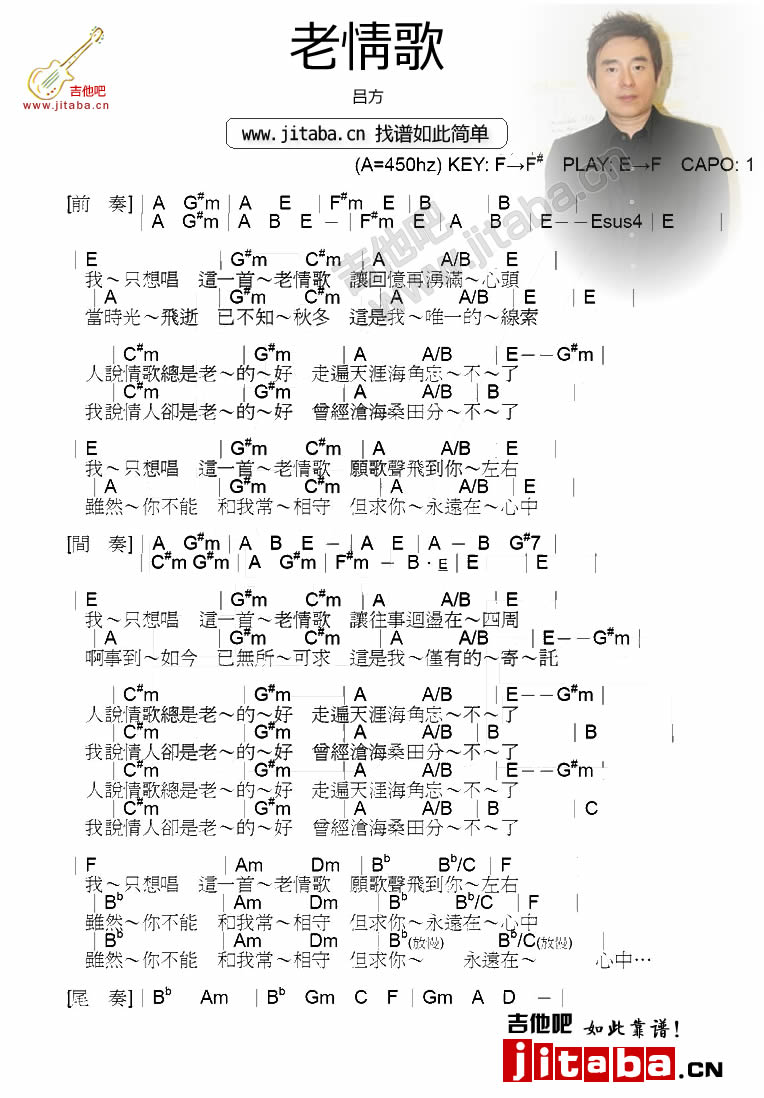 老情歌
吉他吧
www.jitaba.cn
吕方
www.jitaba.cn 找谱如此简单
(A=450hz) KEY: F→F# PLAY: E→F CAPO: 1
[前 奏] | A G#m | A E | F#m E | B | B |
| A G#m | A B E － | F#m E | A B | E－－Esus4 | E |
吉他吧
www.jitaba.cn
| E | G#m C#m | A A/B | E |
我～只想唱 這一首～老情歌 讓回憶再湧滿～心頭
| A | G#m C#m | A A/B | E | E |
當時光～飛逝 已不知～秋冬 這是我～唯一的～線索
| C#m | G#m | A A/B | E－－G#m |
人說情歌總是老～的～好 走遍天涯海角忘～不～了
| C#m | G#m | A A/B | B |
我說情人卻是老～的～好 曾經滄海桑田分～不～了
| E | G#m C#m | A A/B | E |
我～只想唱 這一首～老情歌 願歌聲飛到你～左右
| A | G#m C#m | A A/B | E |
雖然～你不能 和我常～相守 但求你～永遠在～心中
[間 奏] | A G#m | A B E － | A E | A － B G#7 |
| C#m G#m | A G#m | F#m － B · E | E | E |
| E | G#m C#m | A A/B | E |
我～只想唱 這一首～老情歌 讓往事迴盪在～四周
| A | G#m C#m | A A/B | E－－G#m |
啊事到～如今 已無所～可求 這是我～僅有的～寄～託
| C#m | G#m | A A/B | E－－G#m |
人說情歌總是老～的～好 走遍天涯海角忘～不～了
| C#m | G#m | A A/B | B | B
我說情人卻是老～的～好 曾經滄海桑田分～不～了
| C#m | G#m | A A/B | E－－G#m |
人說情歌總是老～的～好 走遍天涯海角忘～不～了
| C#m | G#m | A A/B | B | C
我說情人卻是老～的～好 曾經滄海桑田分～不～了
| F | Am Dm | Bb Bb/C | F |
我～只想唱 這一首～老情歌 願歌聲飛到你～左右
| Bb | Am Dm | Bb Bb/C | F |
雖然～你不能 和我常～相守 但求你～永遠在～心中
| Bb | Am Dm | Bb(放慢) Bb/C(放慢) |
雖然～你不能 和我常～相守 但求你～ 永遠在～ 心中…
[尾 奏] | Bb Am | Bb Gm C F | Gm A D － |
吉他吧 如此靠谱!
jitaba.CN